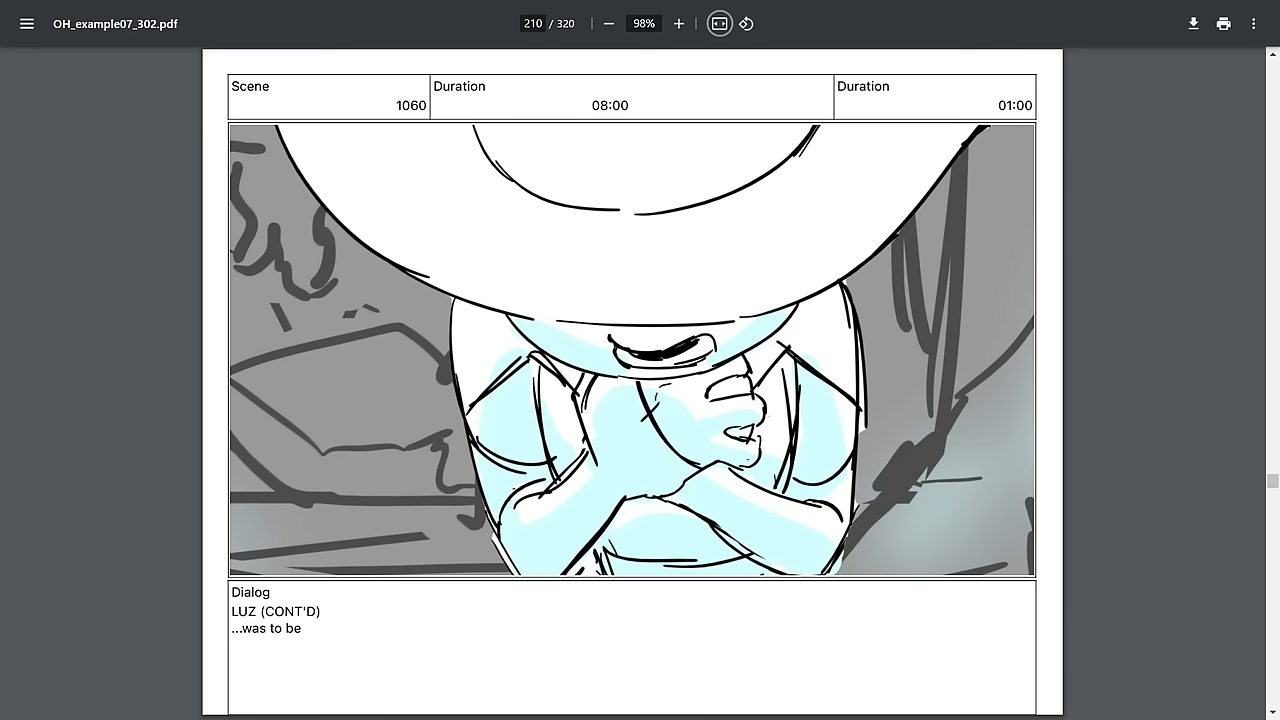 OH_example07_302.pdf
210 / 320
98%
Scene
1060
Duration
08:00
Duration
01:00
Dialog
LUZ (CONT'D)
...was to be